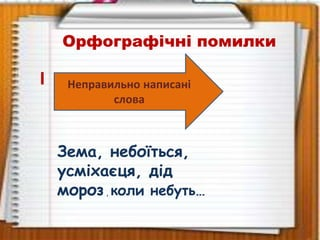 Орфографічні помилки
Неправильно написані
слова
Зема, небоїться,
усміхаєця, дід
мороз, коли небуть…